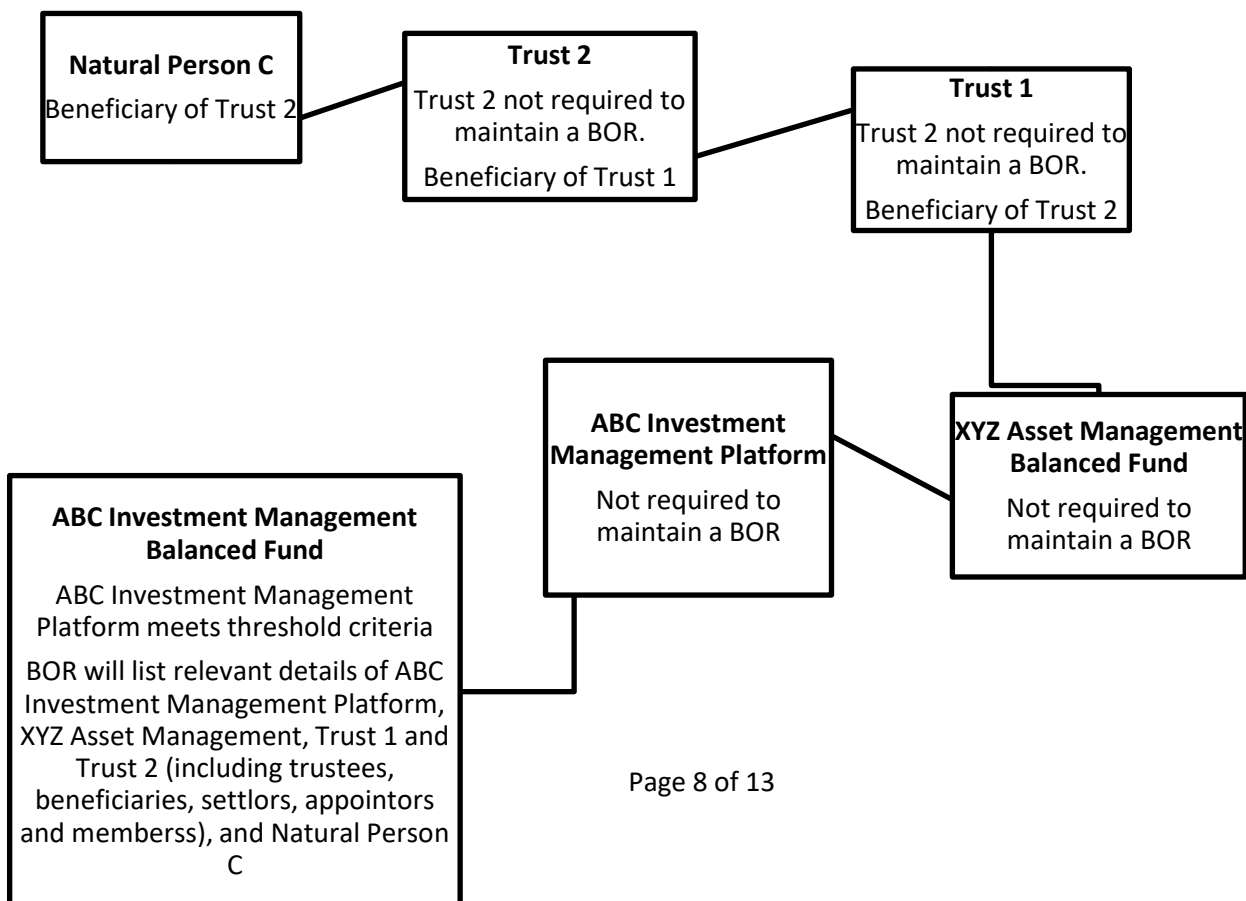 Natural Person C
Beneficiary of Trust 2
Trust 2
Trust 2 not required to
maintain a BOR.
Beneficiary of Trust 1
Trust 1
Trust 2 not required to
maintain a BOR.
Beneficiary of Trust 2
ABC Investment
Management Platform
Not required to
maintain a BOR
XYZ Asset Management
Balanced Fund
Not required to
maintain a BOR
ABC Investment Management
Balanced Fund
ABC Investment Management
Platform meets threshold criteria
BOR will list relevant details of ABC
Investment Management Platform,
XYZ Asset Management, Trust 1 and
Trust 2 (including trustees,
beneficiaries, settlors, appointors
and memberss), and Natural Person
C
Page 8 of 13